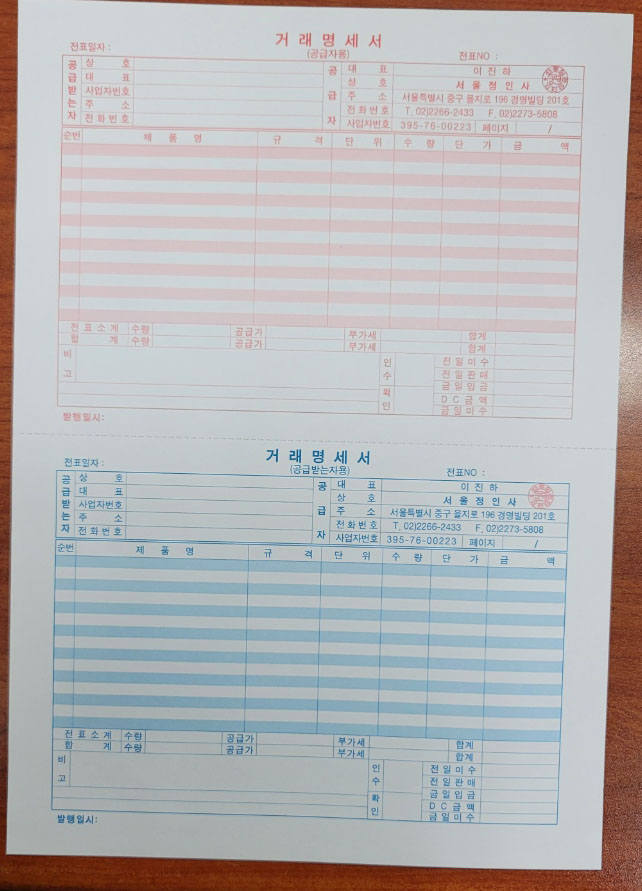 거 래 명 세 서
(공급자용)
전표일자 :
전표NO :
공급받는자
상 호
대 표
사업자번호
주 소
전화번호
공급자
대 표 이 진 하
상 호 서 울 정 인 사
주 소 서울특별시 중구 을지로 196 경명빌딩 201호
전화번호 T. 02)2266-2433 F. 02)2273-5808
사업자번호 395-76-00223 페이지 /
순번 제 품 명 규 격 단 위 수 량 단 가 금 액
전 표 소 계 수량 공급가 부가세 합계
합 계 수량 공급가 부가세 합계
비고
인수확인
전일미수
전일판매
금일입금
DC금액
금일미수
발행일시:
거 래 명 세 서
(공급받는자용)
전표일자 :
전표NO :
공급받는자
상 호
대 표
사업자번호
주 소
전화번호
공급자
대 표 이 진 하
상 호 서 울 정 인 사
주 소 서울특별시 중구 을지로 196 경명빌딩 201호
전화번호 T. 02)2266-2433 F. 02)2273-5808
사업자번호 395-76-00223 페이지 /
순번 제 품 명 규 격 단 위 수 량 단 가 금 액
전 표 소 계 수량 공급가 부가세 합계
합 계 수량 공급가 부가세 합계
비고
인수확인
전일미수
전일판매
금일입금
DC금액
금일미수
발행일시: